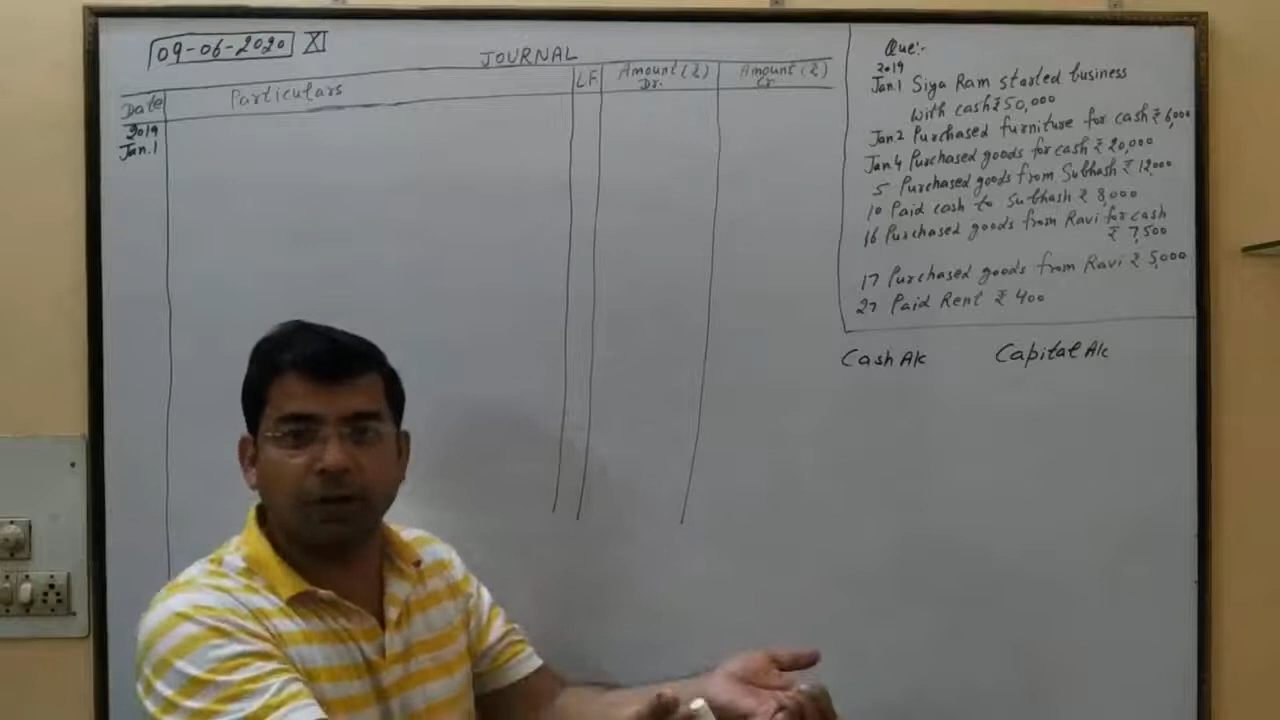 09-06-2020 XI
JOURNAL
Date Particulars LF Amount (₹) Dr. Amount (₹) Cr.
2019
Jan.1
Que:-
2019
Jan.1 Siya Ram started business
with cash ₹ 50,000
Jan.2 Purchased furniture for cash ₹ 6,000
Jan.4 Purchased goods for cash ₹ 20,000
5 Purchased goods from Subhash ₹ 12,000
10 Paid cash to Subhash ₹ 8,000
16 Purchased goods from Ravi for cash
₹ 7,500
17 Purchased goods from Ravi ₹ 5,000
27 Paid Rent ₹ 400
Cash A/c Capital A/c